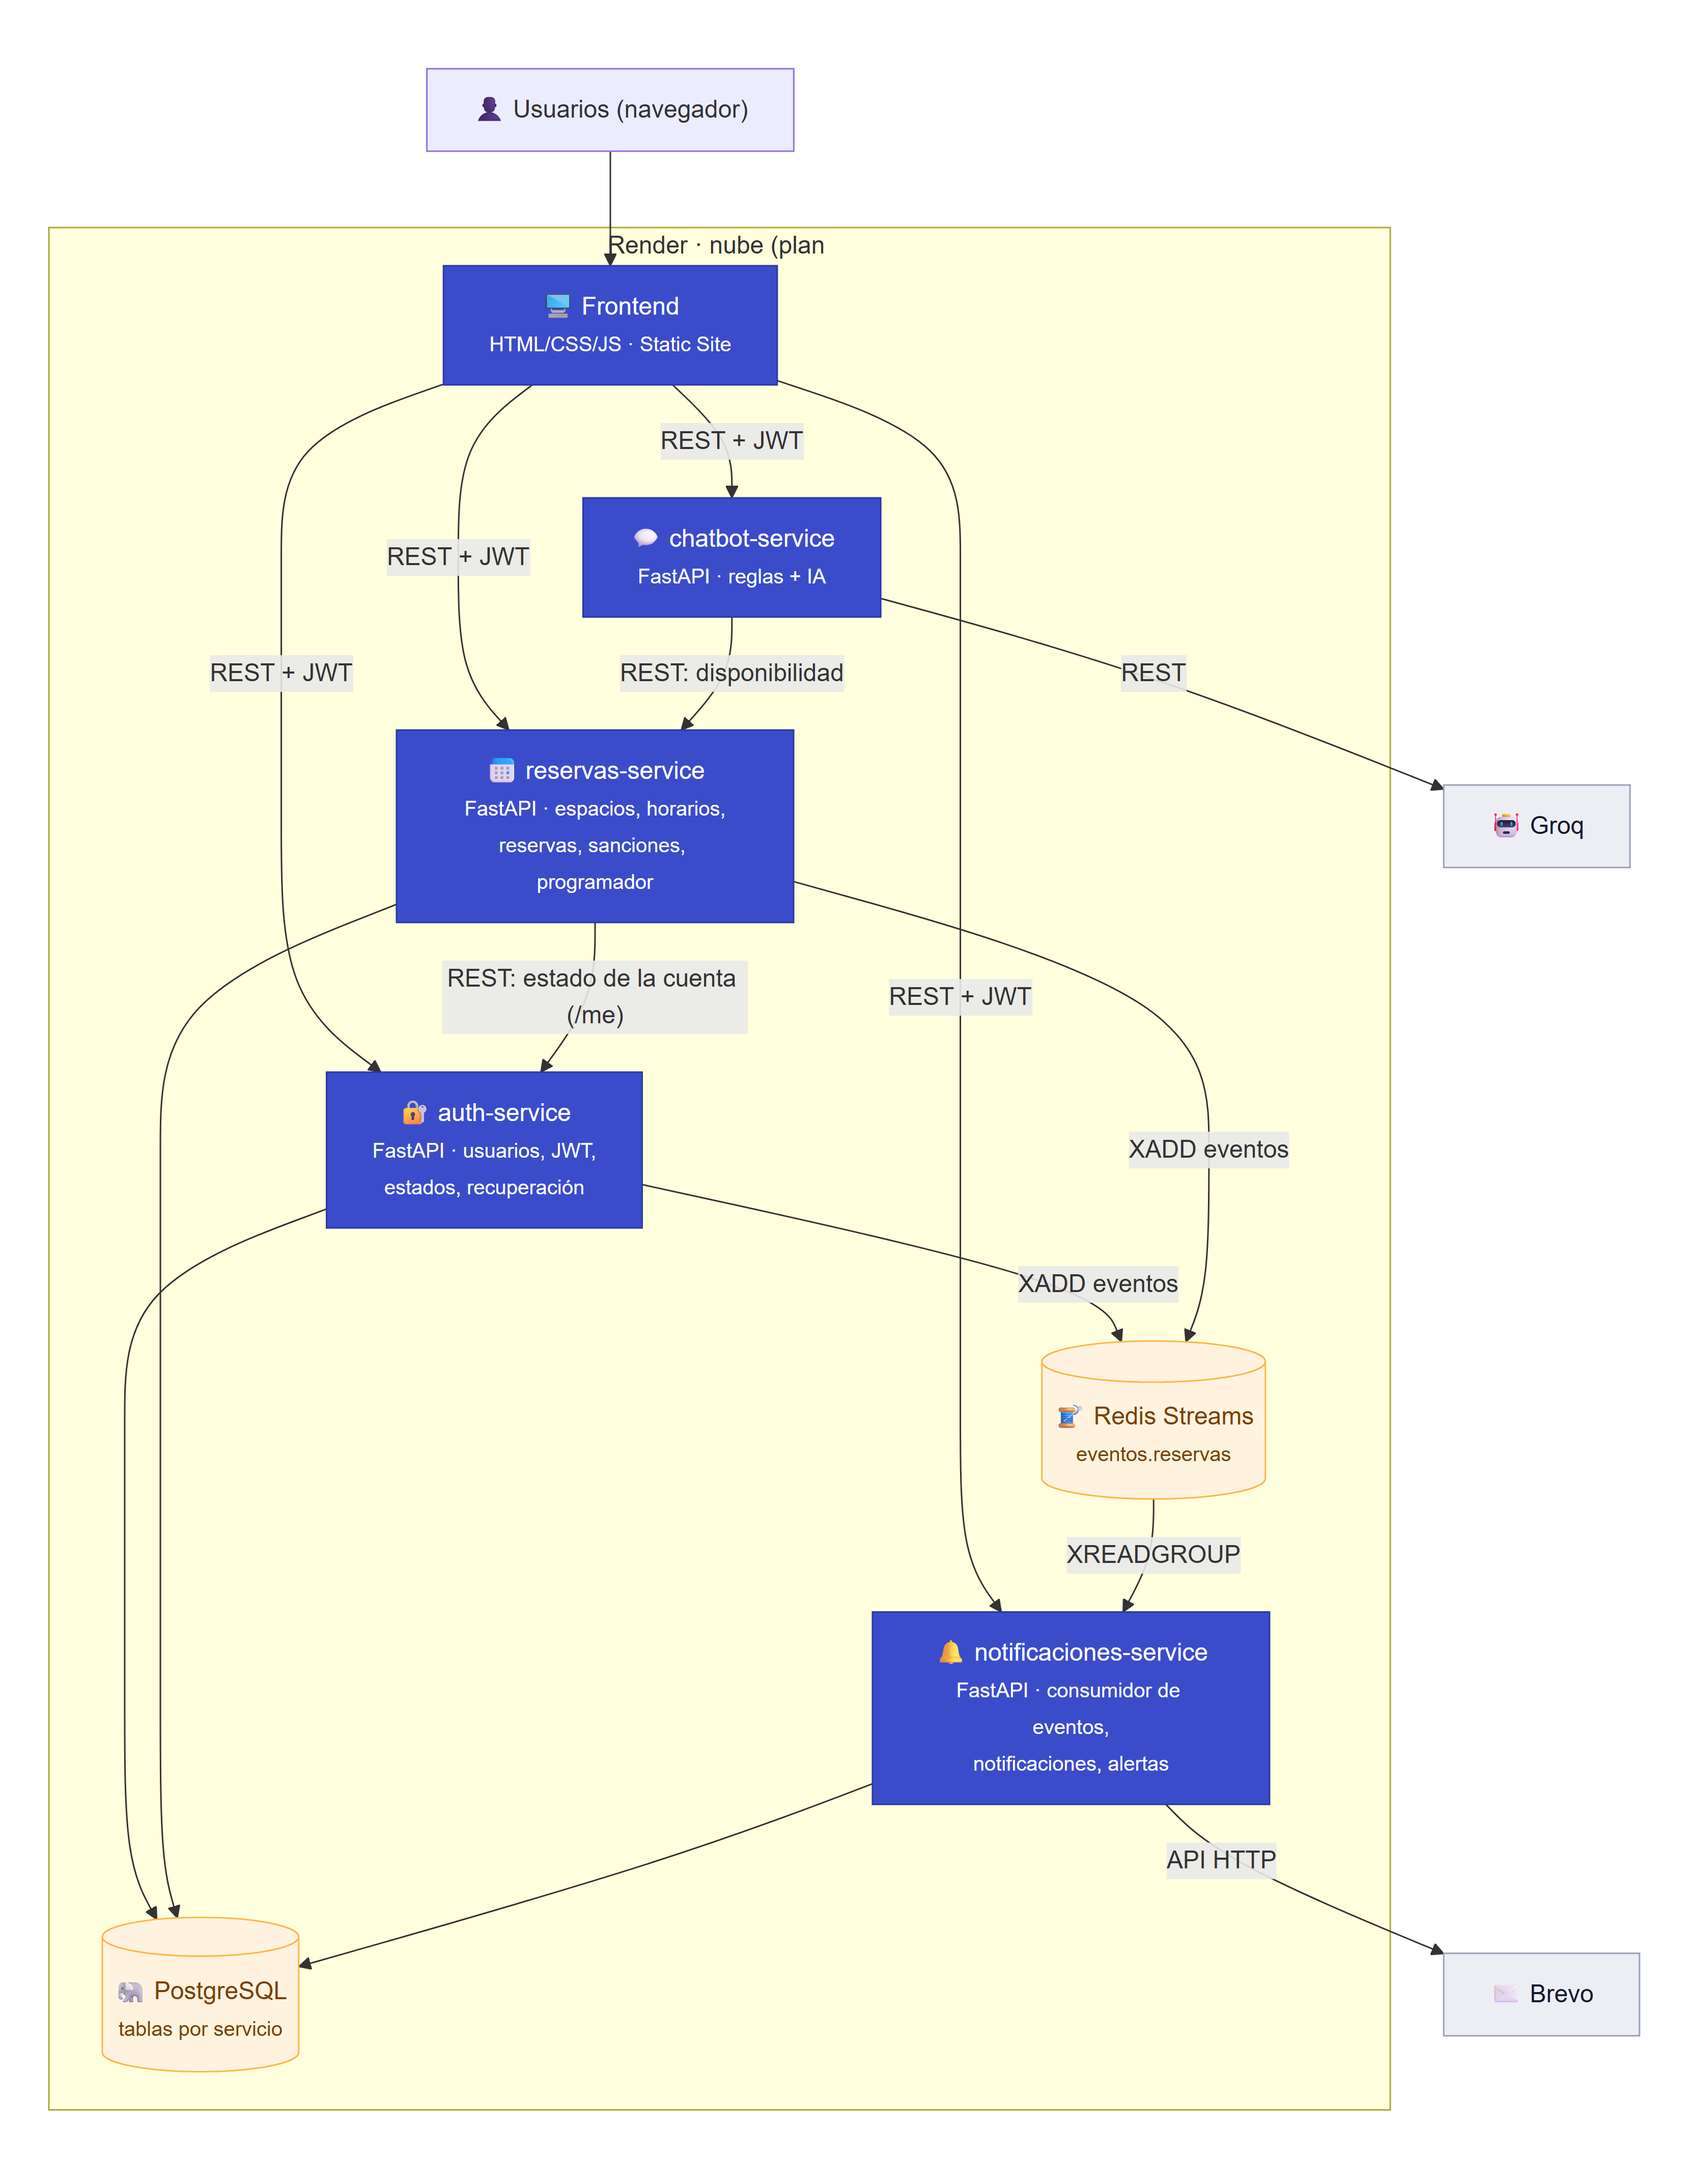 Usuarios (navegador)
Render · nube (plan
Frontend
HTML/CSS/JS · Static Site
REST + JWT
chatbot-service
FastAPI · reglas + IA
REST + JWT
REST + JWT
REST: disponibilidad
REST
reservas-service
FastAPI · espacios, horarios,
reservas, sanciones,
programador
Groq
REST: estado de la cuenta
(/me)
REST + JWT
auth-service
FastAPI · usuarios, JWT,
estados, recuperación
XADD eventos
XADD eventos
Redis Streams
eventos.reservas
XREADGROUP
notificaciones-service
FastAPI · consumidor de
eventos,
notificaciones, alertas
API HTTP
PostgreSQL
tablas por servicio
Brevo